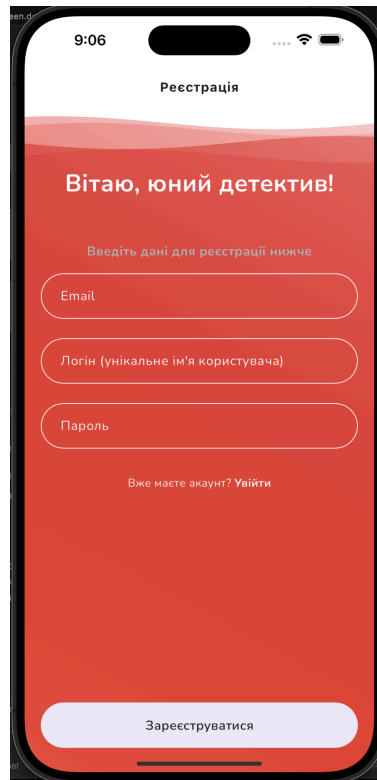 9:06
Реєстрація
Вітаю, юний детектив!
Введіть дані для реєстрації нижче
Email
Логін (унікальне ім'я користувача)
Пароль
Вже маєте акаунт? Увійти
Зареєструватися